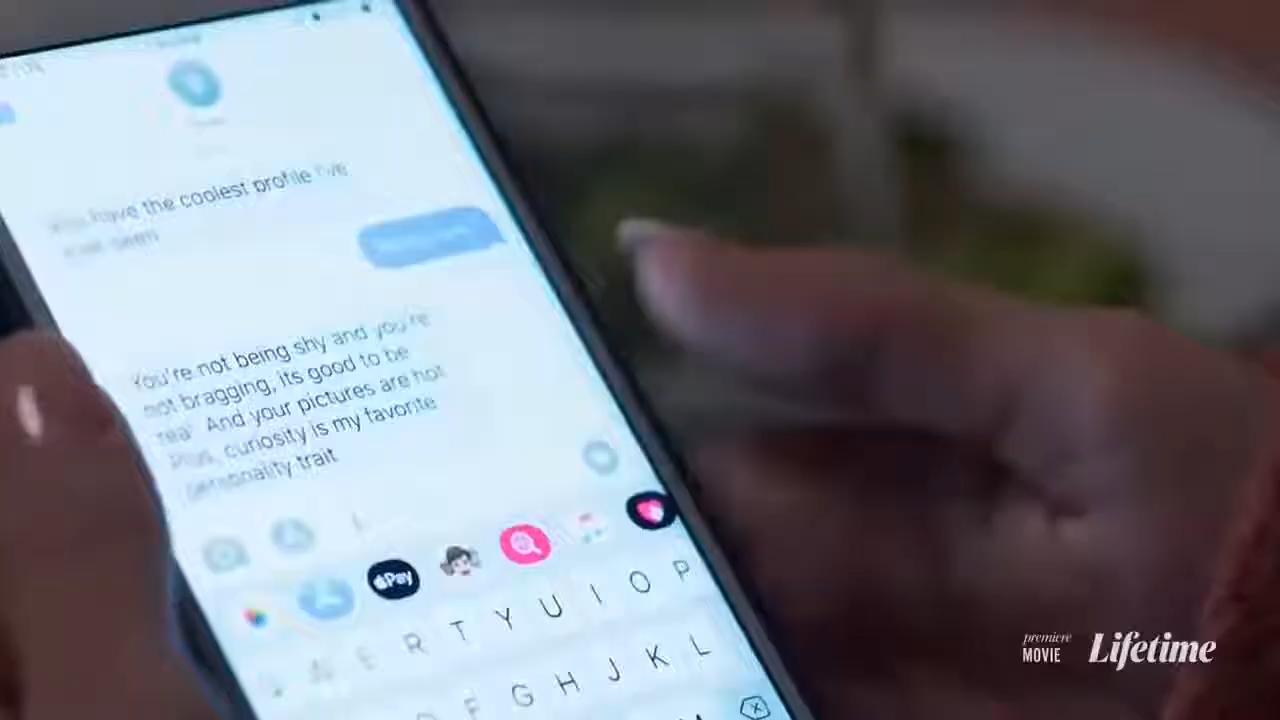 You have the coolest profile I've
ever seen
You're not being shy and you're
not bragging, its good to be
real. And your pictures are hot
Plus, curiosity is my favorite
personality trait
Pay
E R T Y U I O P
F G H J K L
M
premiere
MOVIE
Lifetime